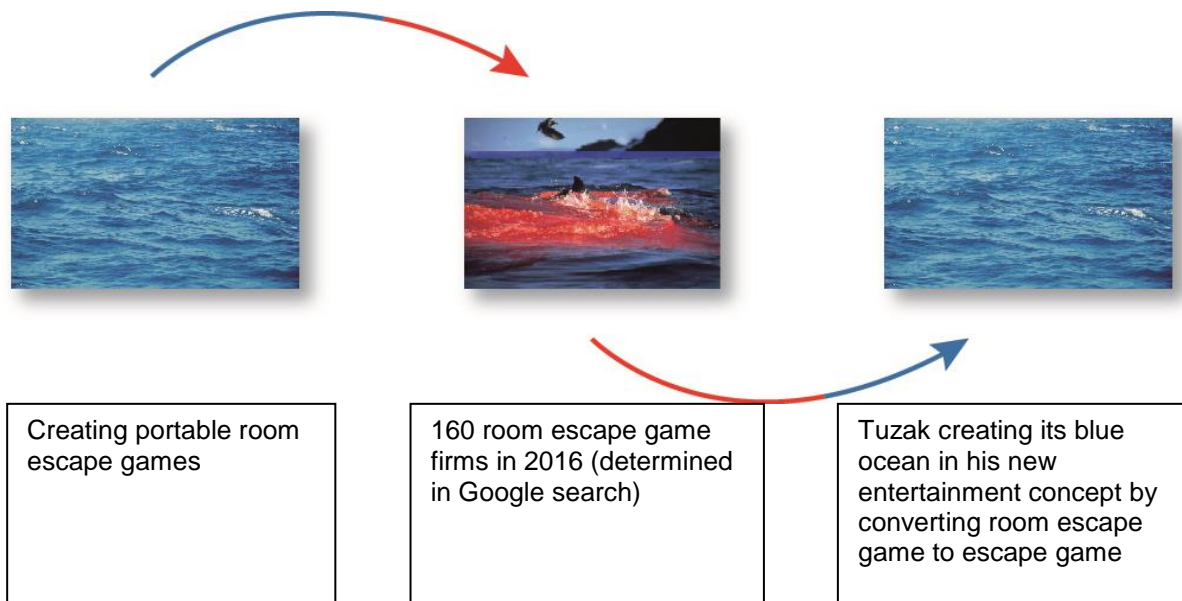 Creating portable room
escape games
160 room escape game
firms in 2016 (determined
in Google search)
Tuzak creating its blue
ocean in his new
entertainment concept by
converting room escape
game to escape game